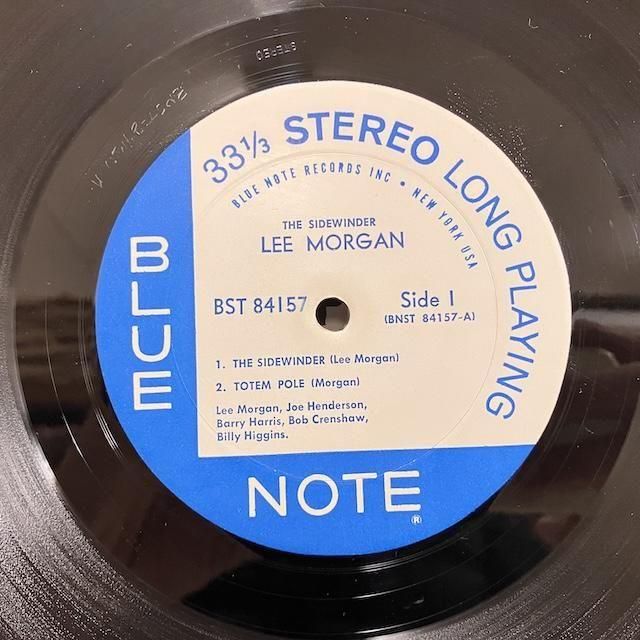 STEREO
33⅓ STEREO LONG PLAYING
BLUE NOTE RECORDS INC • NEW YORK USA
THE SIDEWINDER
LEE MORGAN
BST 84157
Side 1
(BNST 84157-A)
1. THE SIDEWINDER (Lee Morgan)
2. TOTEM POLE (Morgan)
Lee Morgan, Joe Henderson,
Barry Harris, Bob Crenshaw,
Billy Higgins.
BLUE
NOTE®